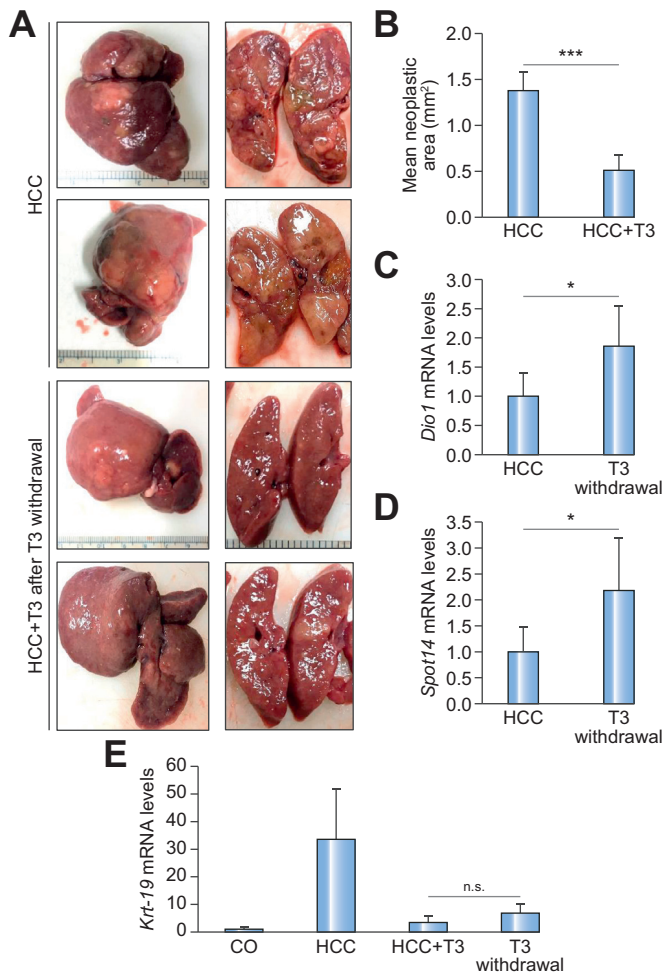 A
HCC
HCC+T3 after T3 withdrawal
B
Mean neoplastic
area (mm²)
2.0
1.5
1.0
0.5
0.0
***
HCC
HCC+T3
C
Dio1 mRNA levels
3.0
2.5
2.0
1.5
1.0
0.5
0.0
*
HCC
T3
withdrawal
D
Spot14 mRNA levels
3.5
3.0
2.5
2.0
1.5
1.0
0.5
0.0
*
HCC
T3
withdrawal
E
Krt-19 mRNA levels
60
50
40
30
20
10
0
n.s.
CO
HCC
HCC+T3
T3
withdrawal